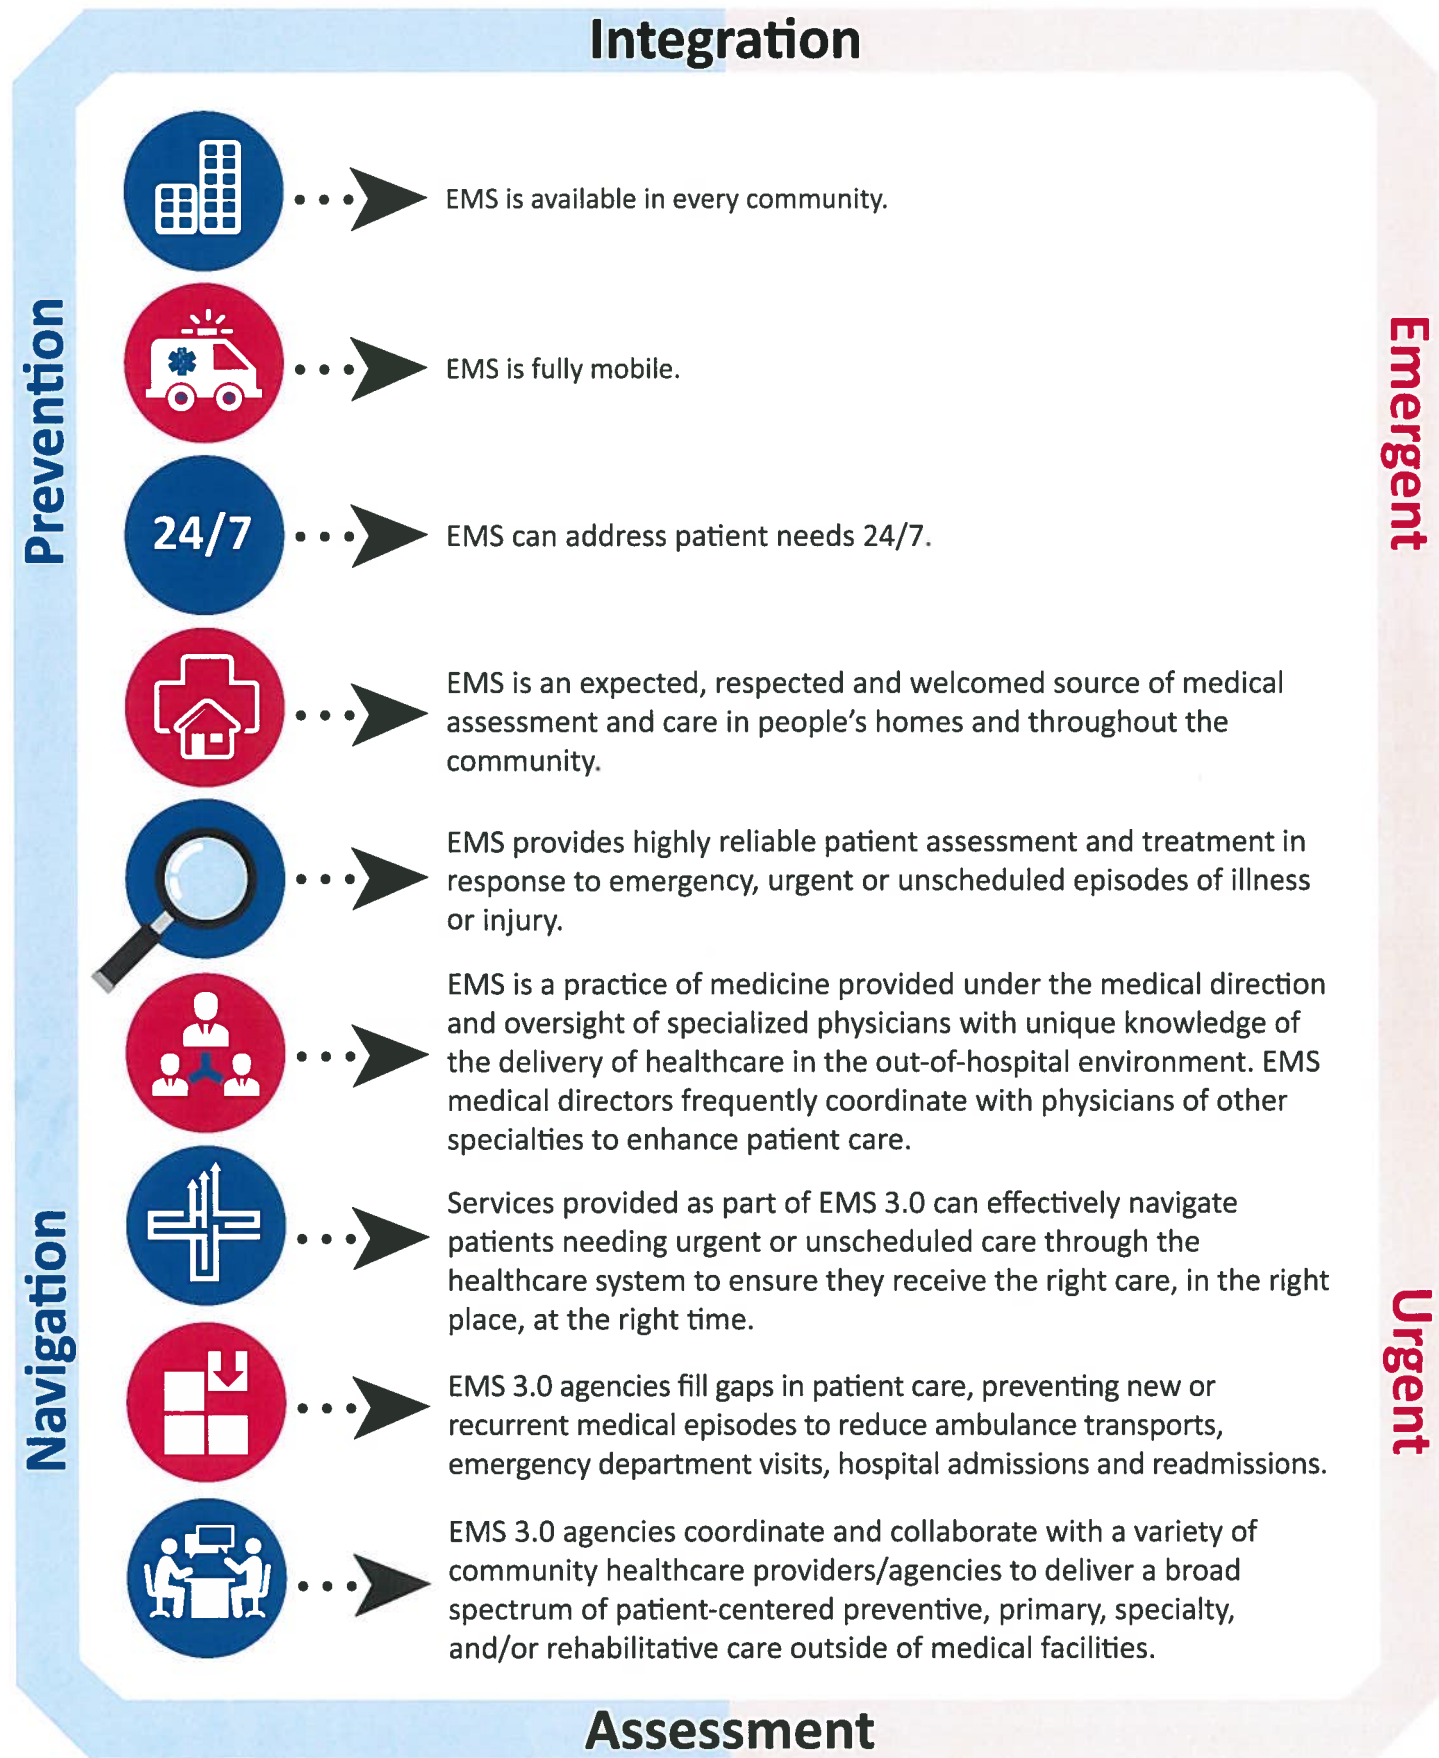 Integration
EMS is available in every community.
Prevention
Emergent
EMS is fully mobile.
24/7
EMS can address patient needs 24/7.
EMS is an expected, respected and welcomed source of medical
assessment and care in people’s homes and throughout the
community.
EMS provides highly reliable patient assessment and treatment in
response to emergency, urgent or unscheduled episodes of illness
or injury.
EMS is a practice of medicine provided under the medical direction
and oversight of specialized physicians with unique knowledge of
the delivery of healthcare in the out-of-hospital environment. EMS
medical directors frequently coordinate with physicians of other
specialties to enhance patient care.
Navigation
Urgent
Services provided as part of EMS 3.0 can effectively navigate
patients needing urgent or unscheduled care through the
healthcare system to ensure they receive the right care, in the right
place, at the right time.
EMS 3.0 agencies fill gaps in patient care, preventing new or
recurrent medical episodes to reduce ambulance transports,
emergency department visits, hospital admissions and readmissions.
EMS 3.0 agencies coordinate and collaborate with a variety of
community healthcare providers/agencies to deliver a broad
spectrum of patient-centered preventive, primary, specialty,
and/or rehabilitative care outside of medical facilities.
Assessment